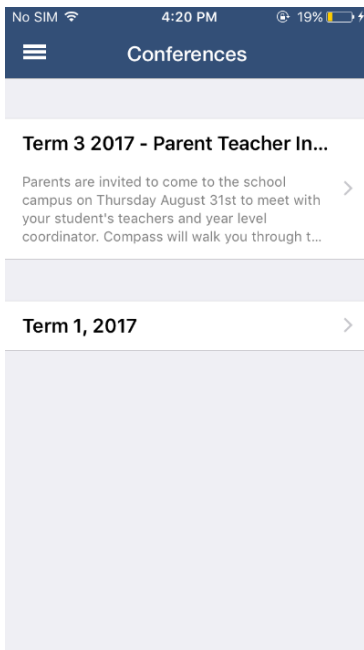 No SIM 4:20 PM 19%
Conferences
Term 3 2017 - Parent Teacher In...
Parents are invited to come to the school
campus on Thursday August 31st to meet with
your student's teachers and year level
coordinator. Compass will walk you through t...
Term 1, 2017